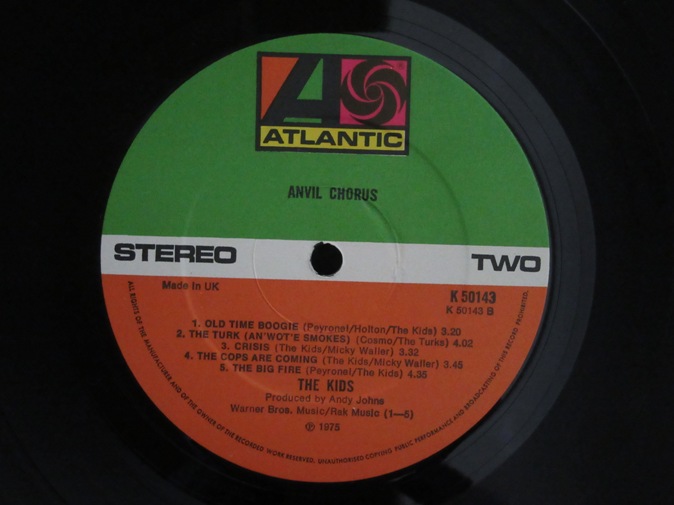 ATLANTIC
ANVIL CHORUS
STEREO
TWO
Made In UK
K 50143
K 50143 B
1. OLD TIME BOOGIE (Peyronel/Holton/The Kids) 3.20
2. THE TURK (AN'WOT'E SMOKES) (Cosmo/The Turks) 4.02
3. CRISIS (The Kids/Micky Waller) 3.32
4. THE COPS ARE COMING (The Kids/Micky Waller) 3.45
5. THE BIG FIRE (Peyronel/The Kids) 4.35
THE KIDS
Produced by Andy Johns
Warner Bros. Music/Rak Music (1—5)
℗ 1975
ALL RIGHTS OF THE MANUFACTURER AND OF THE OWNER OF THE RECORDED WORK RESERVED. UNAUTHORISED COPYING PUBLIC PERFORMANCE AND BROADCASTING OF THIS RECORD PROHIBITED.